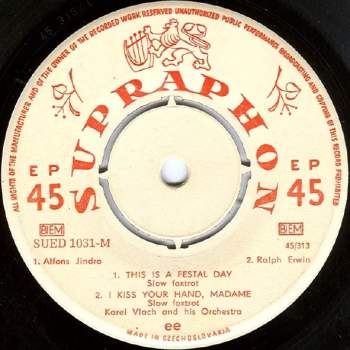 ALL RIGHTS OF THE MANUFACTURER AND OF THE OWNER OF THE RECORDED WORK RESERVED UNAUTHORIZED PUBLIC PERFORMANCE BROADCASTING AND COPYING OF THIS RECORD PROHIBITED
SUPRAPHON
EP
45
EP
45
BIEM
BIEM
SUED 1031-M
45/313
1. Alfons Jindra
2. Ralph Erwin
1. THIS IS A FESTAL DAY
Slow foxtrot
2. I KISS YOUR HAND, MADAME
Slow foxtrot
Karel Vlach and his Orchestra
ee
MADE IN CZECHOSLOVAKIA